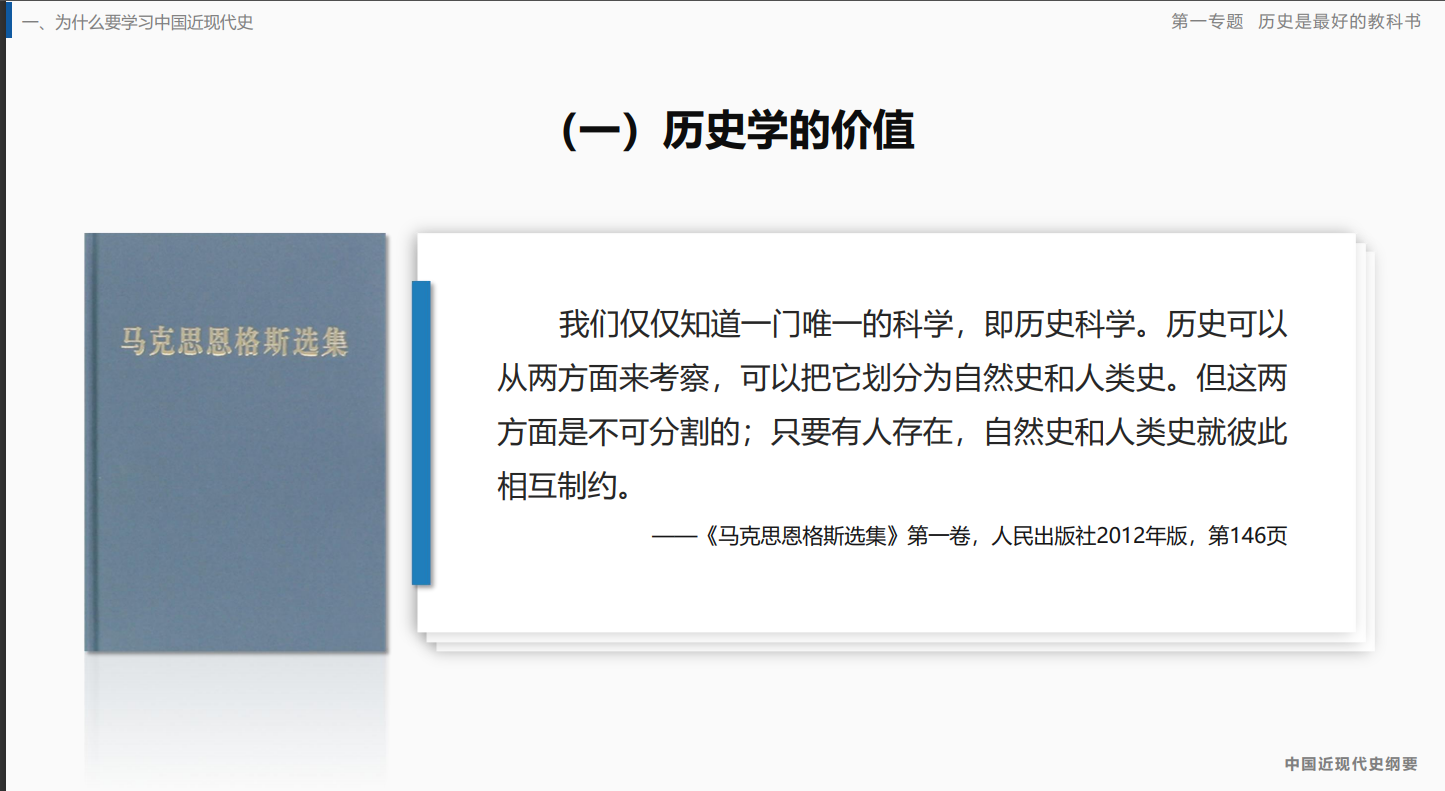 一、为什么要学习中国近现代史
第一专题 历史是最好的教科书
（一）历史学的价值
马克思恩格斯选集
我们仅仅知道一门唯一的科学，即历史科学。历史可以
从两方面来考察，可以把它划分为自然史和人类史。但这两
方面是不可分割的；只要有人存在，自然史和人类史就彼此
相互制约。
——《马克思恩格斯选集》第一卷，人民出版社2012年版，第146页
中国近现代史纲要